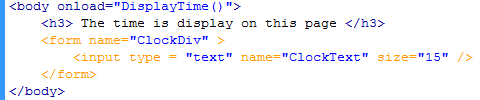 <body onload="DisplayTime()">
<h3> The time is display on this page </h3>
<form name="ClockDiv" >
<input type = "text" name="ClockText" size="15" />
</form>
</body>